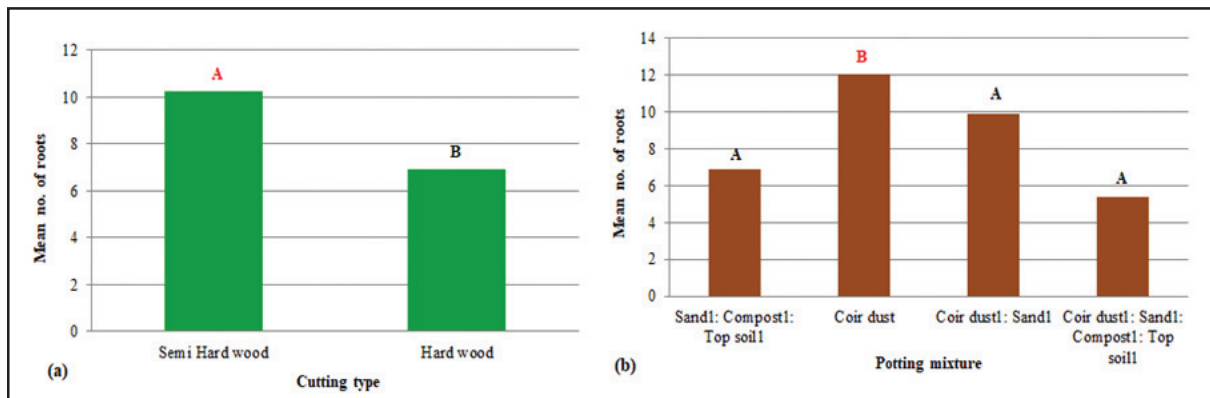 12
10
8
6
4
2
0
Mean no. of roots
A
B
Semi Hard wood
Hard wood
(a)
Cutting type
14
12
10
8
6
4
2
0
Mean no. of roots
A
B
A
A
Sand1: Compost1:
Top soil1
Coir dust
Coir dust1: Sand1
Coir dust1: Sand1:
Compost1: Top
soil1
(b)
Potting mixture